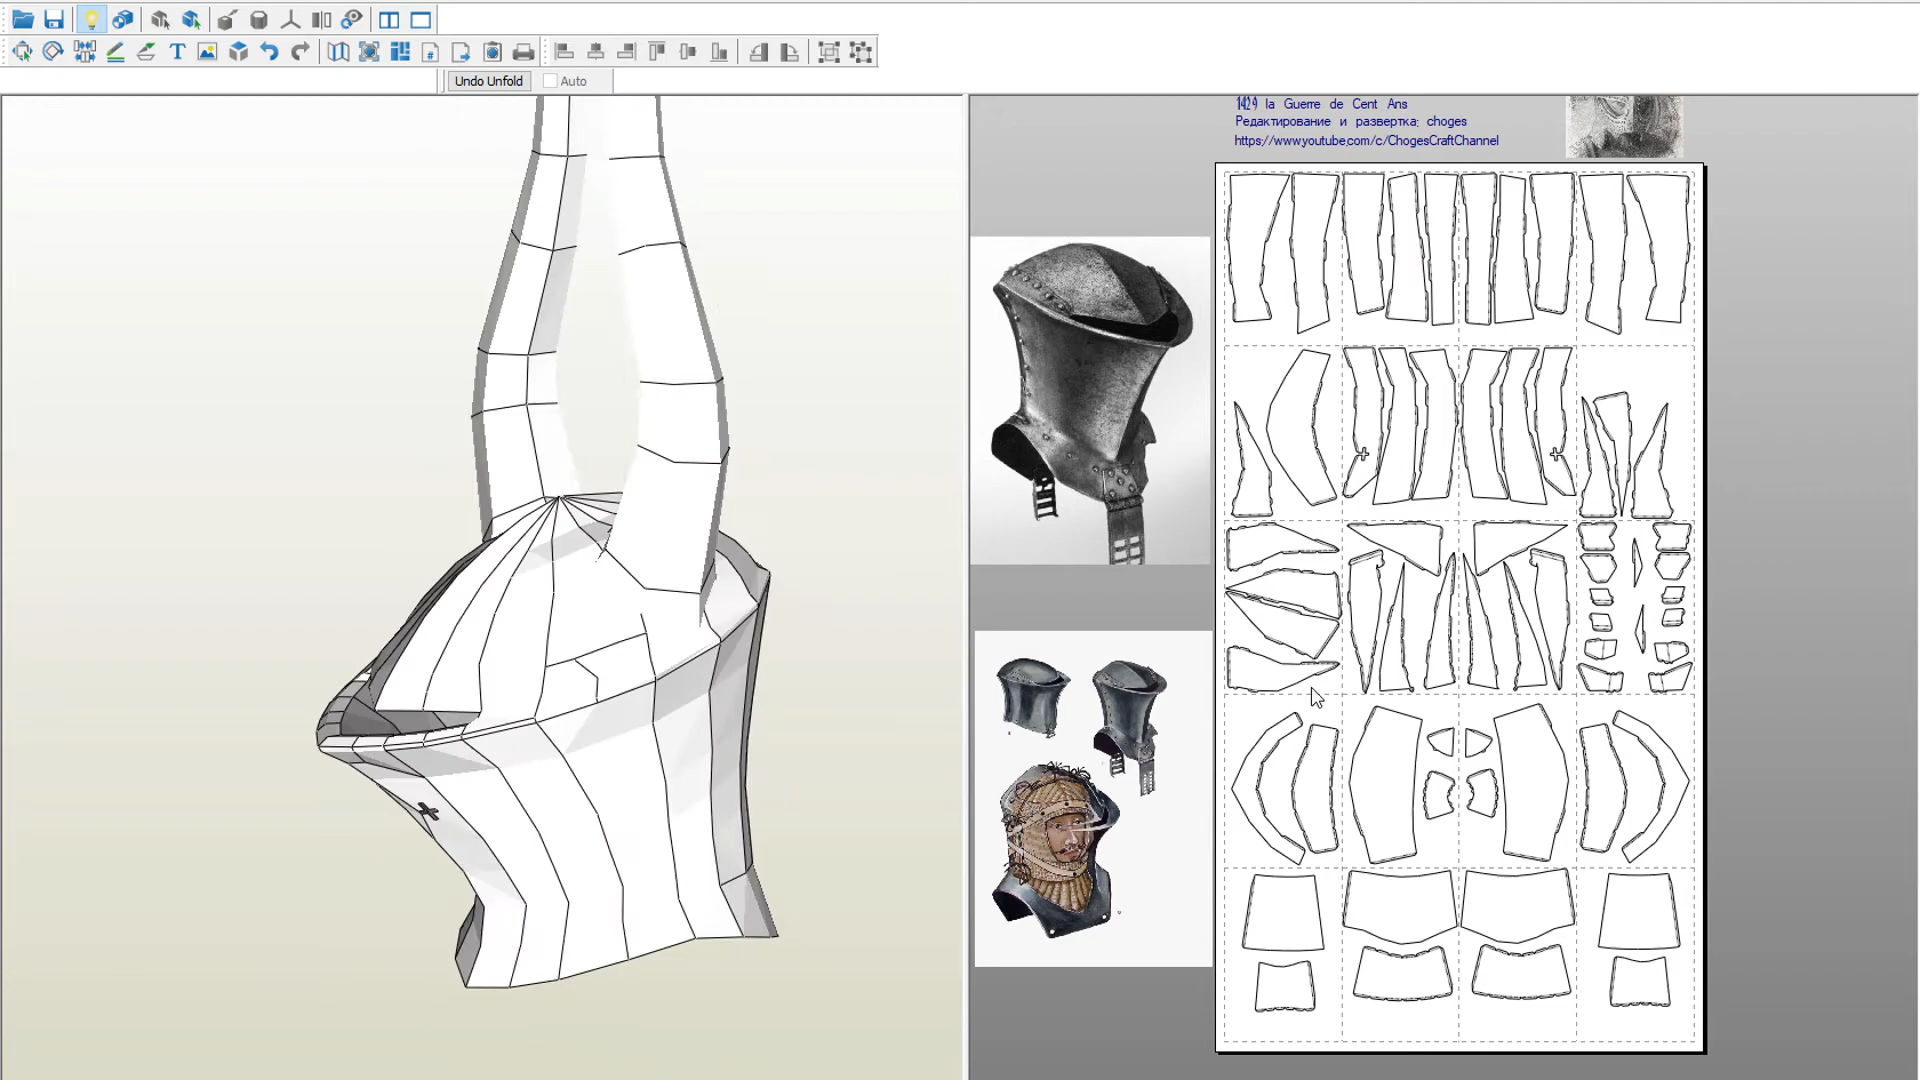 Undo Unfold
Auto
1429 la Guerre de Cent Ans
Редактирование и развертка: choges
https://www.youtube.com/c/ChogesCraftChannel